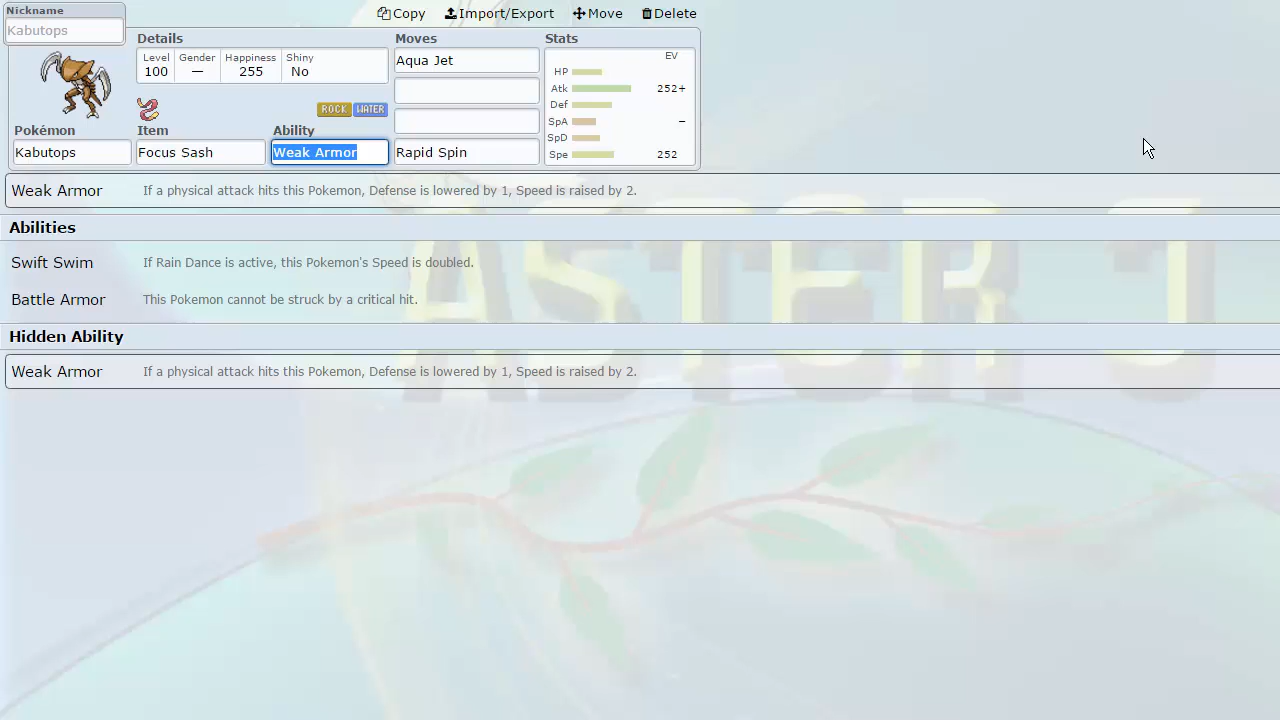 Nickname
Kabutops
Copy Import/Export Move Delete
Details
Level Gender Happiness Shiny
100 — 255 No
ROCK WATER
Pokémon Item Ability
Kabutops Focus Sash Weak Armor
Moves
Aqua Jet
Rapid Spin
Stats
EV
HP
Atk 252+
Def
SpA –
SpD
Spe 252
Weak Armor If a physical attack hits this Pokemon, Defense is lowered by 1, Speed is raised by 2.
Abilities
Swift Swim If Rain Dance is active, this Pokemon's Speed is doubled.
Battle Armor This Pokemon cannot be struck by a critical hit.
Hidden Ability
Weak Armor If a physical attack hits this Pokemon, Defense is lowered by 1, Speed is raised by 2.